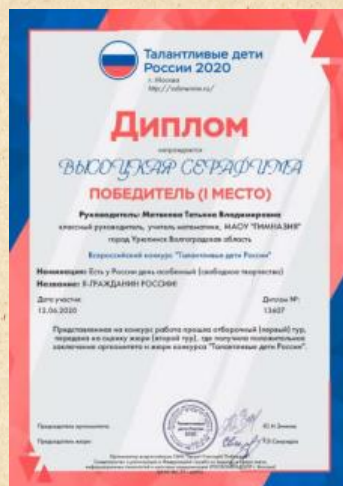 Талантливые дети
России 2020
г. Москва
Диплом
награждается
ВЫСОЦКАЯ СЕРАФИМА
ПОБЕДИТЕЛЬ (I МЕСТО)
Руководитель: Матвеева Татьяна Владимировна
классный руководитель, учитель математики, МАОУ "ГИМНАЗИЯ"
город Урюпинск Волгоградская область
Всероссийский конкурс "Талантливые дети России"
Номинация: Есть у России день особенный (свободное творчество)
Название: Я-ГРАЖДАНИН РОССИИ!
Дата участия: Диплом №:
12.06.2020 13607
Представленная на конкурс работа прошла отборочный (первый) тур,
передана на оценку жюри (второй тур), где получила положительное
заключение оргкомитета и жюри конкурса "Талантливые дети России".
Председатель оргкомитета
Председатель жюри